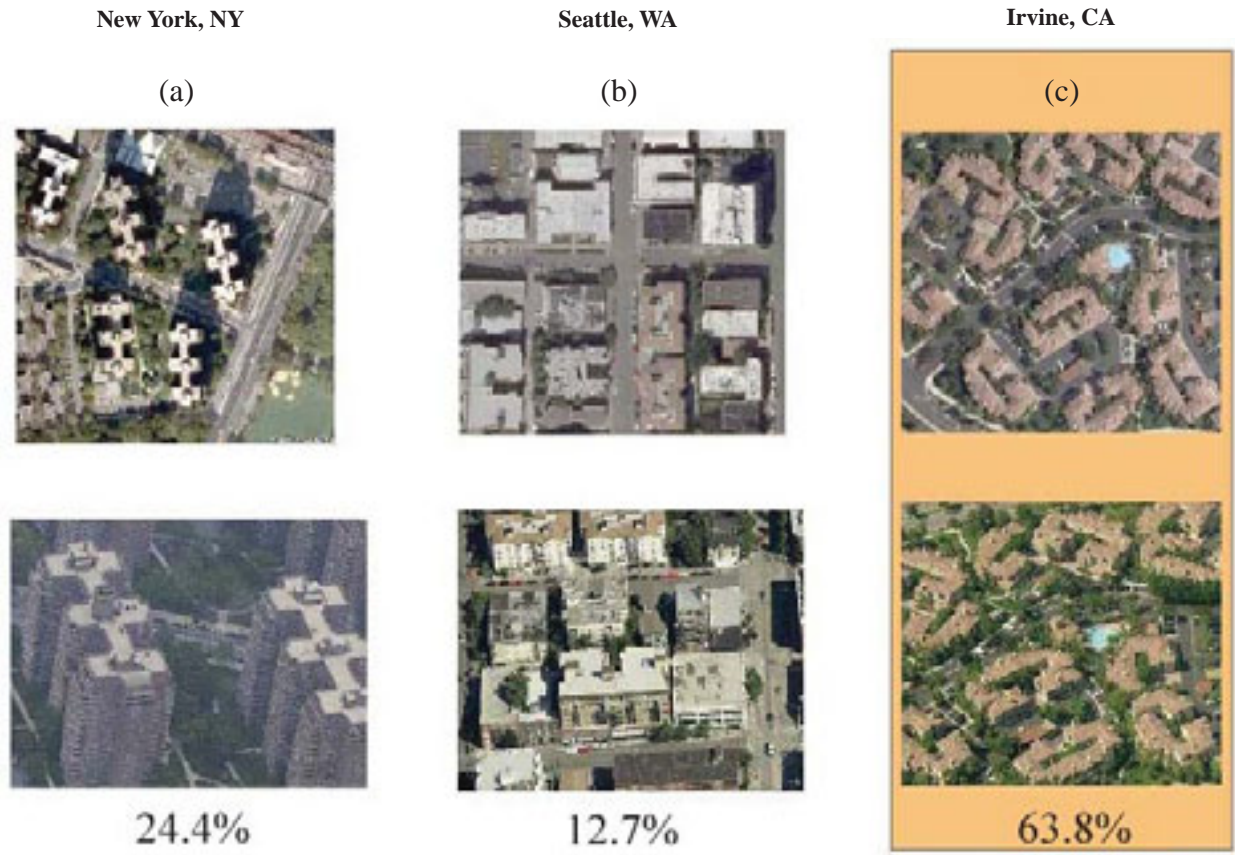 New York, NY
Seattle, WA
Irvine, CA
(a)
(b)
(c)
24.4%
12.7%
63.8%